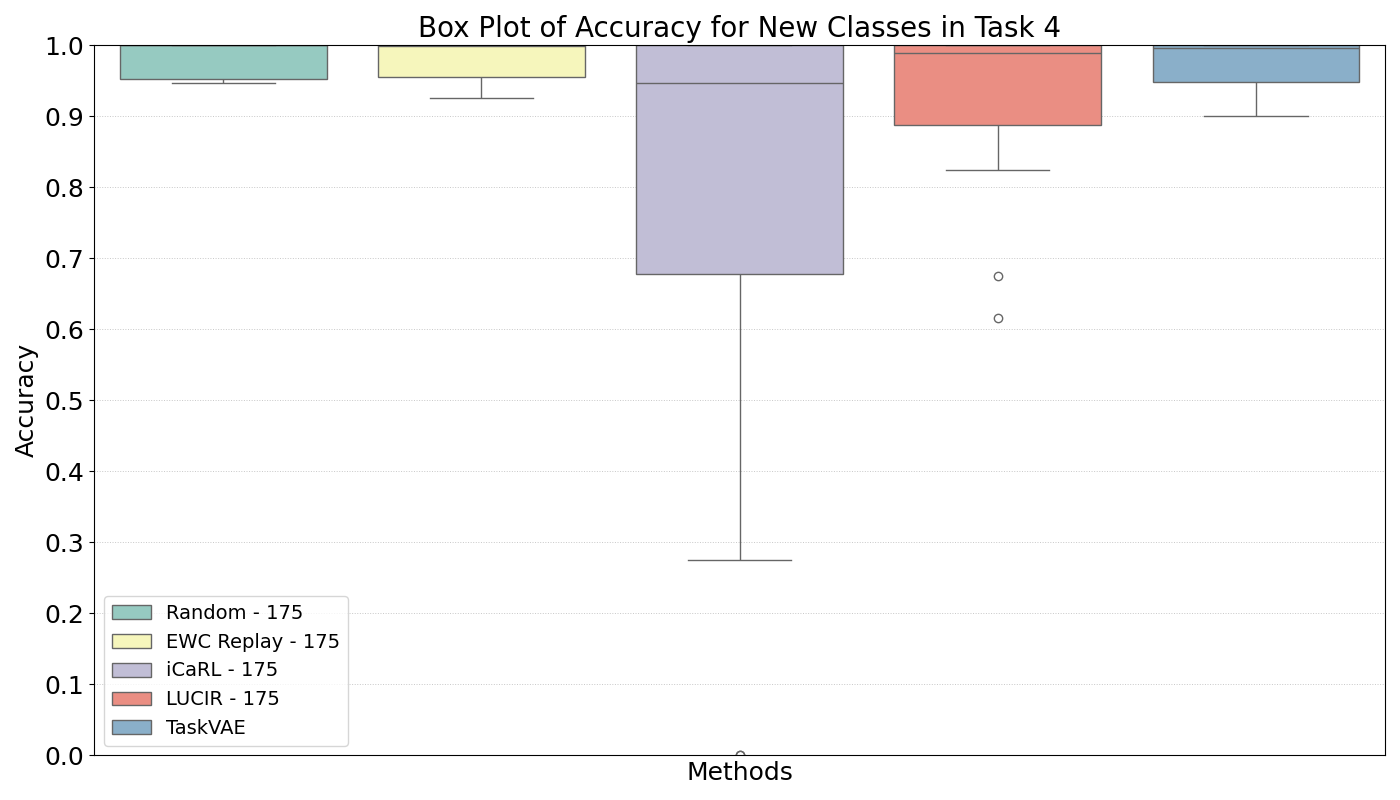 Box Plot of Accuracy for New Classes in Task 4
1.0
0.9
0.8
0.7
0.6
0.5
0.4
0.3
0.2
0.1
0.0
Accuracy
Random - 175
EWC Replay - 175
iCaRL - 175
LUCIR - 175
TaskVAE
Methods